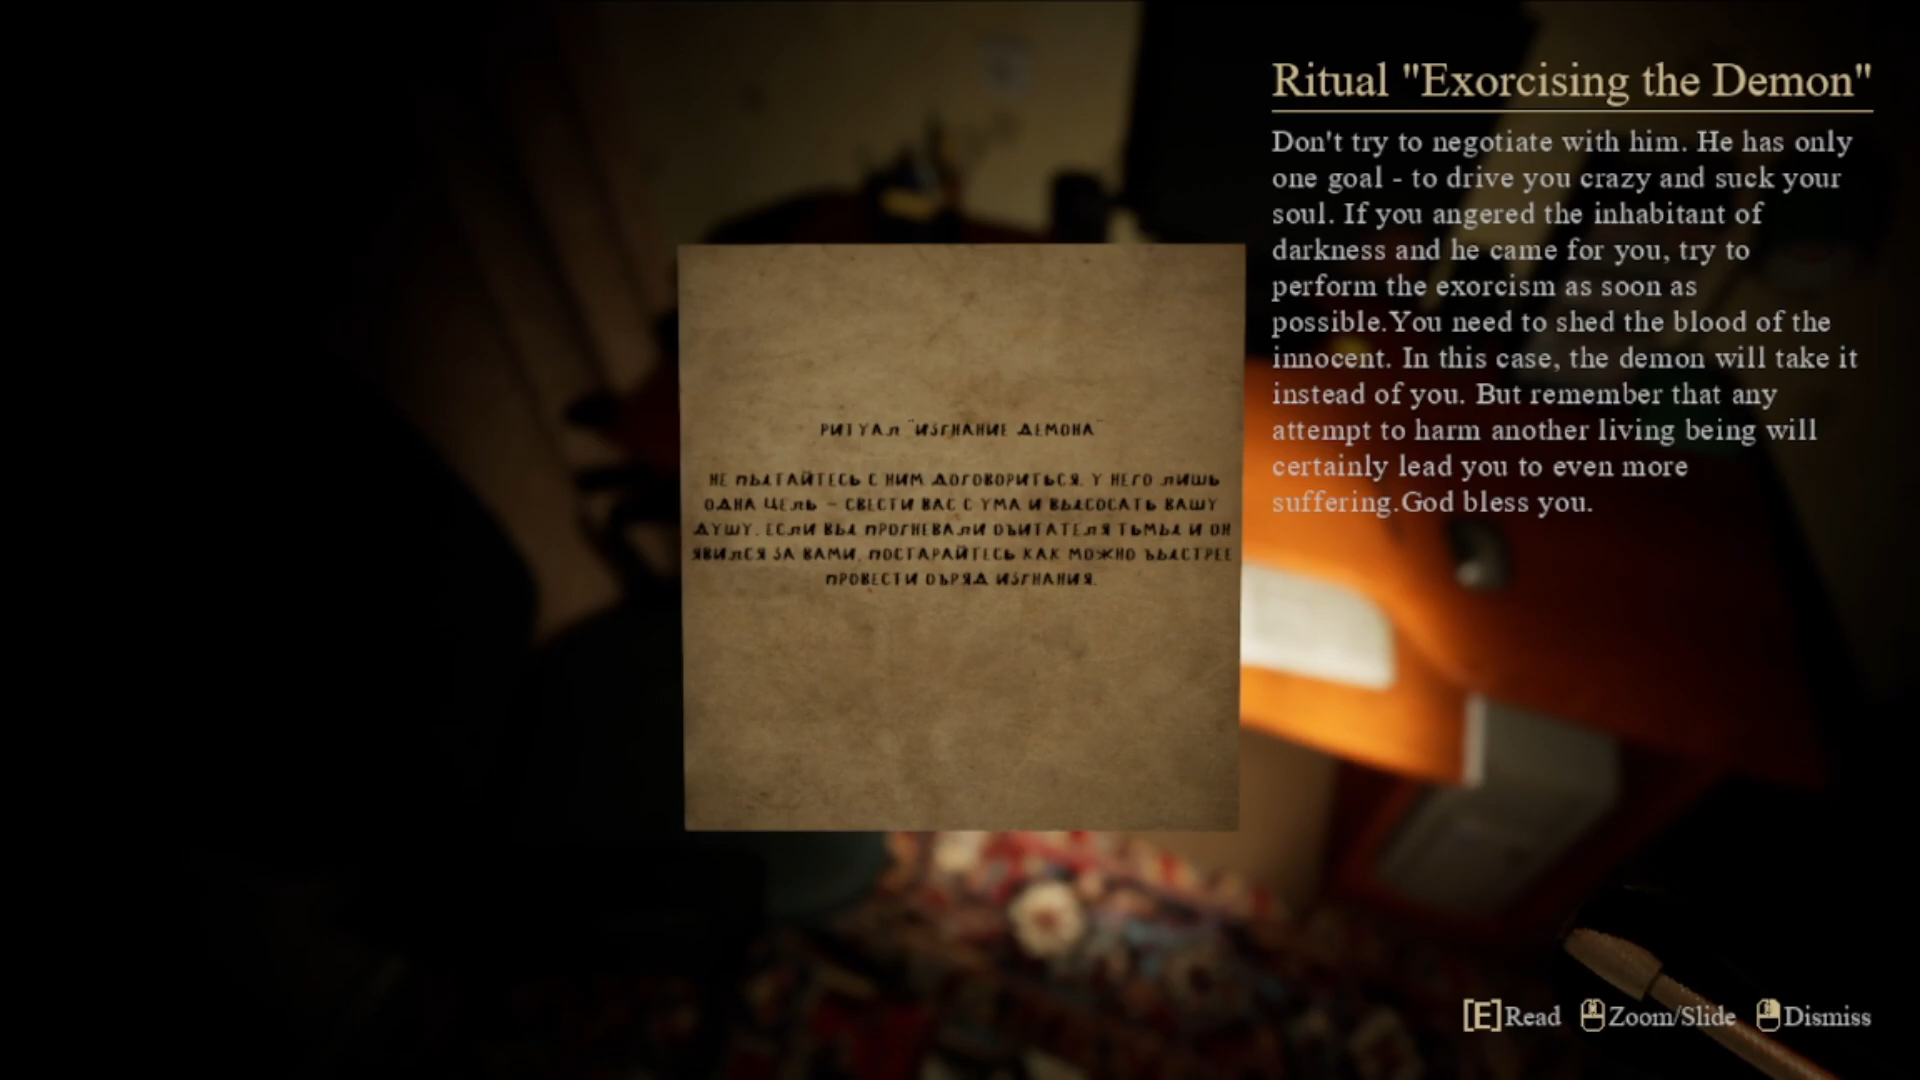 Ritual "Exorcising the Demon"
Don't try to negotiate with him. He has only
one goal - to drive you crazy and suck your
soul. If you angered the inhabitant of
darkness and he came for you, try to
perform the exorcism as soon as
possible.You need to shed the blood of the
innocent. In this case, the demon will take it
instead of you. But remember that any
attempt to harm another living being will
certainly lead you to even more
suffering.God bless you.
РИТУАЛ "ИЗГНАНИЕ ДЕМОНА"
НЕ ПЫТАЙТЕСЬ С НИМ ДОГОВОРИТЬСЯ. У НЕГО ЛИШЬ
ОДНА ЦЕЛЬ - СВЕСТИ ВАС С УМА И ВЫСОСАТЬ ВАШУ
ДУШУ. ЕСЛИ ВЫ ПРОГНЕВАЛИ ОБИТАТЕЛЯ ТЬМЫ И ОН
ЯВИЛСЯ ЗА ВАМИ, ПОСТАРАЙТЕСЬ КАК МОЖНО БЫСТРЕЕ
ПРОВЕСТИ ОБРЯД ИЗГНАНИЯ.
[E]Read Zoom/Slide Dismiss